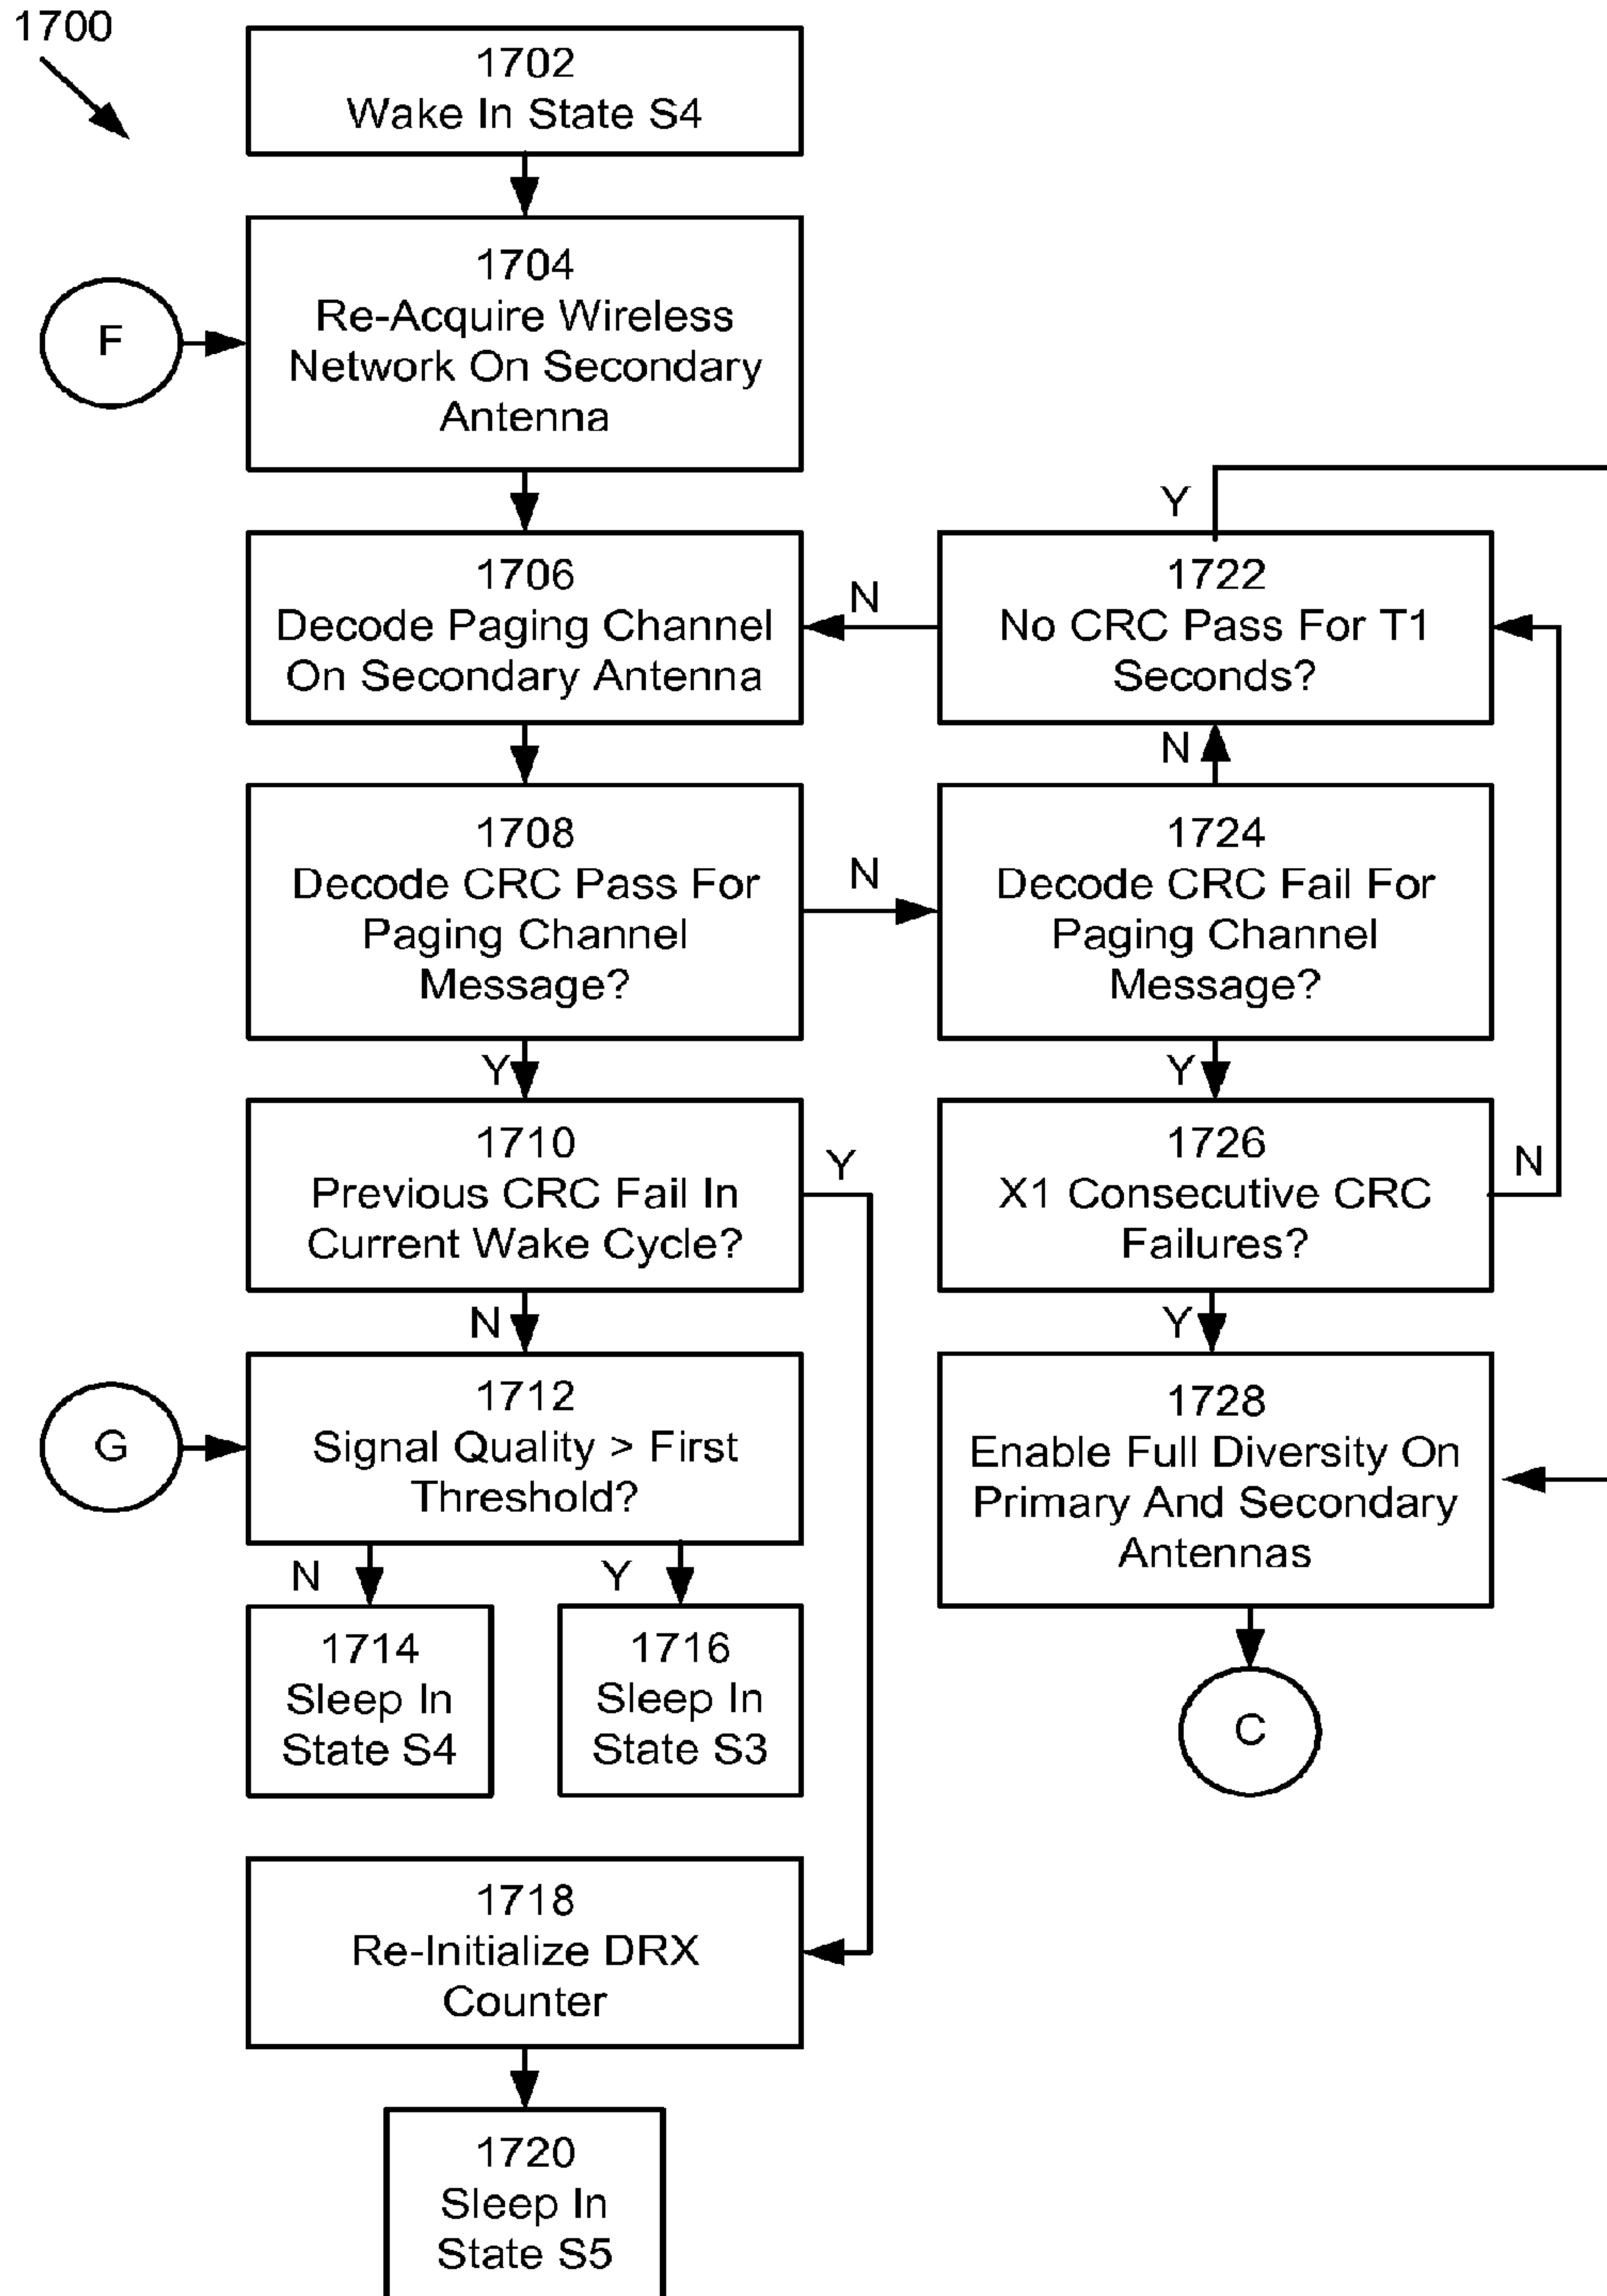 1700
1702
Wake In State S4
1704
Re-Acquire Wireless
Network On Secondary
Antenna
F
1706
Decode Paging Channel
On Secondary Antenna
N
Y
1722
No CRC Pass For T1
Seconds?
1708
Decode CRC Pass For
Paging Channel
Message?
N
N
1724
Decode CRC Fail For
Paging Channel
Message?
Y
Y
1710
Previous CRC Fail In
Current Wake Cycle?
Y
1726
X1 Consecutive CRC
Failures?
N
N
Y
G
1712
Signal Quality > First
Threshold?
1728
Enable Full Diversity On
Primary And Secondary
Antennas
N
Y
1714
Sleep In
State S4
1716
Sleep In
State S3
C
1718
Re-Initialize DRX
Counter
1720
Sleep In
State S5